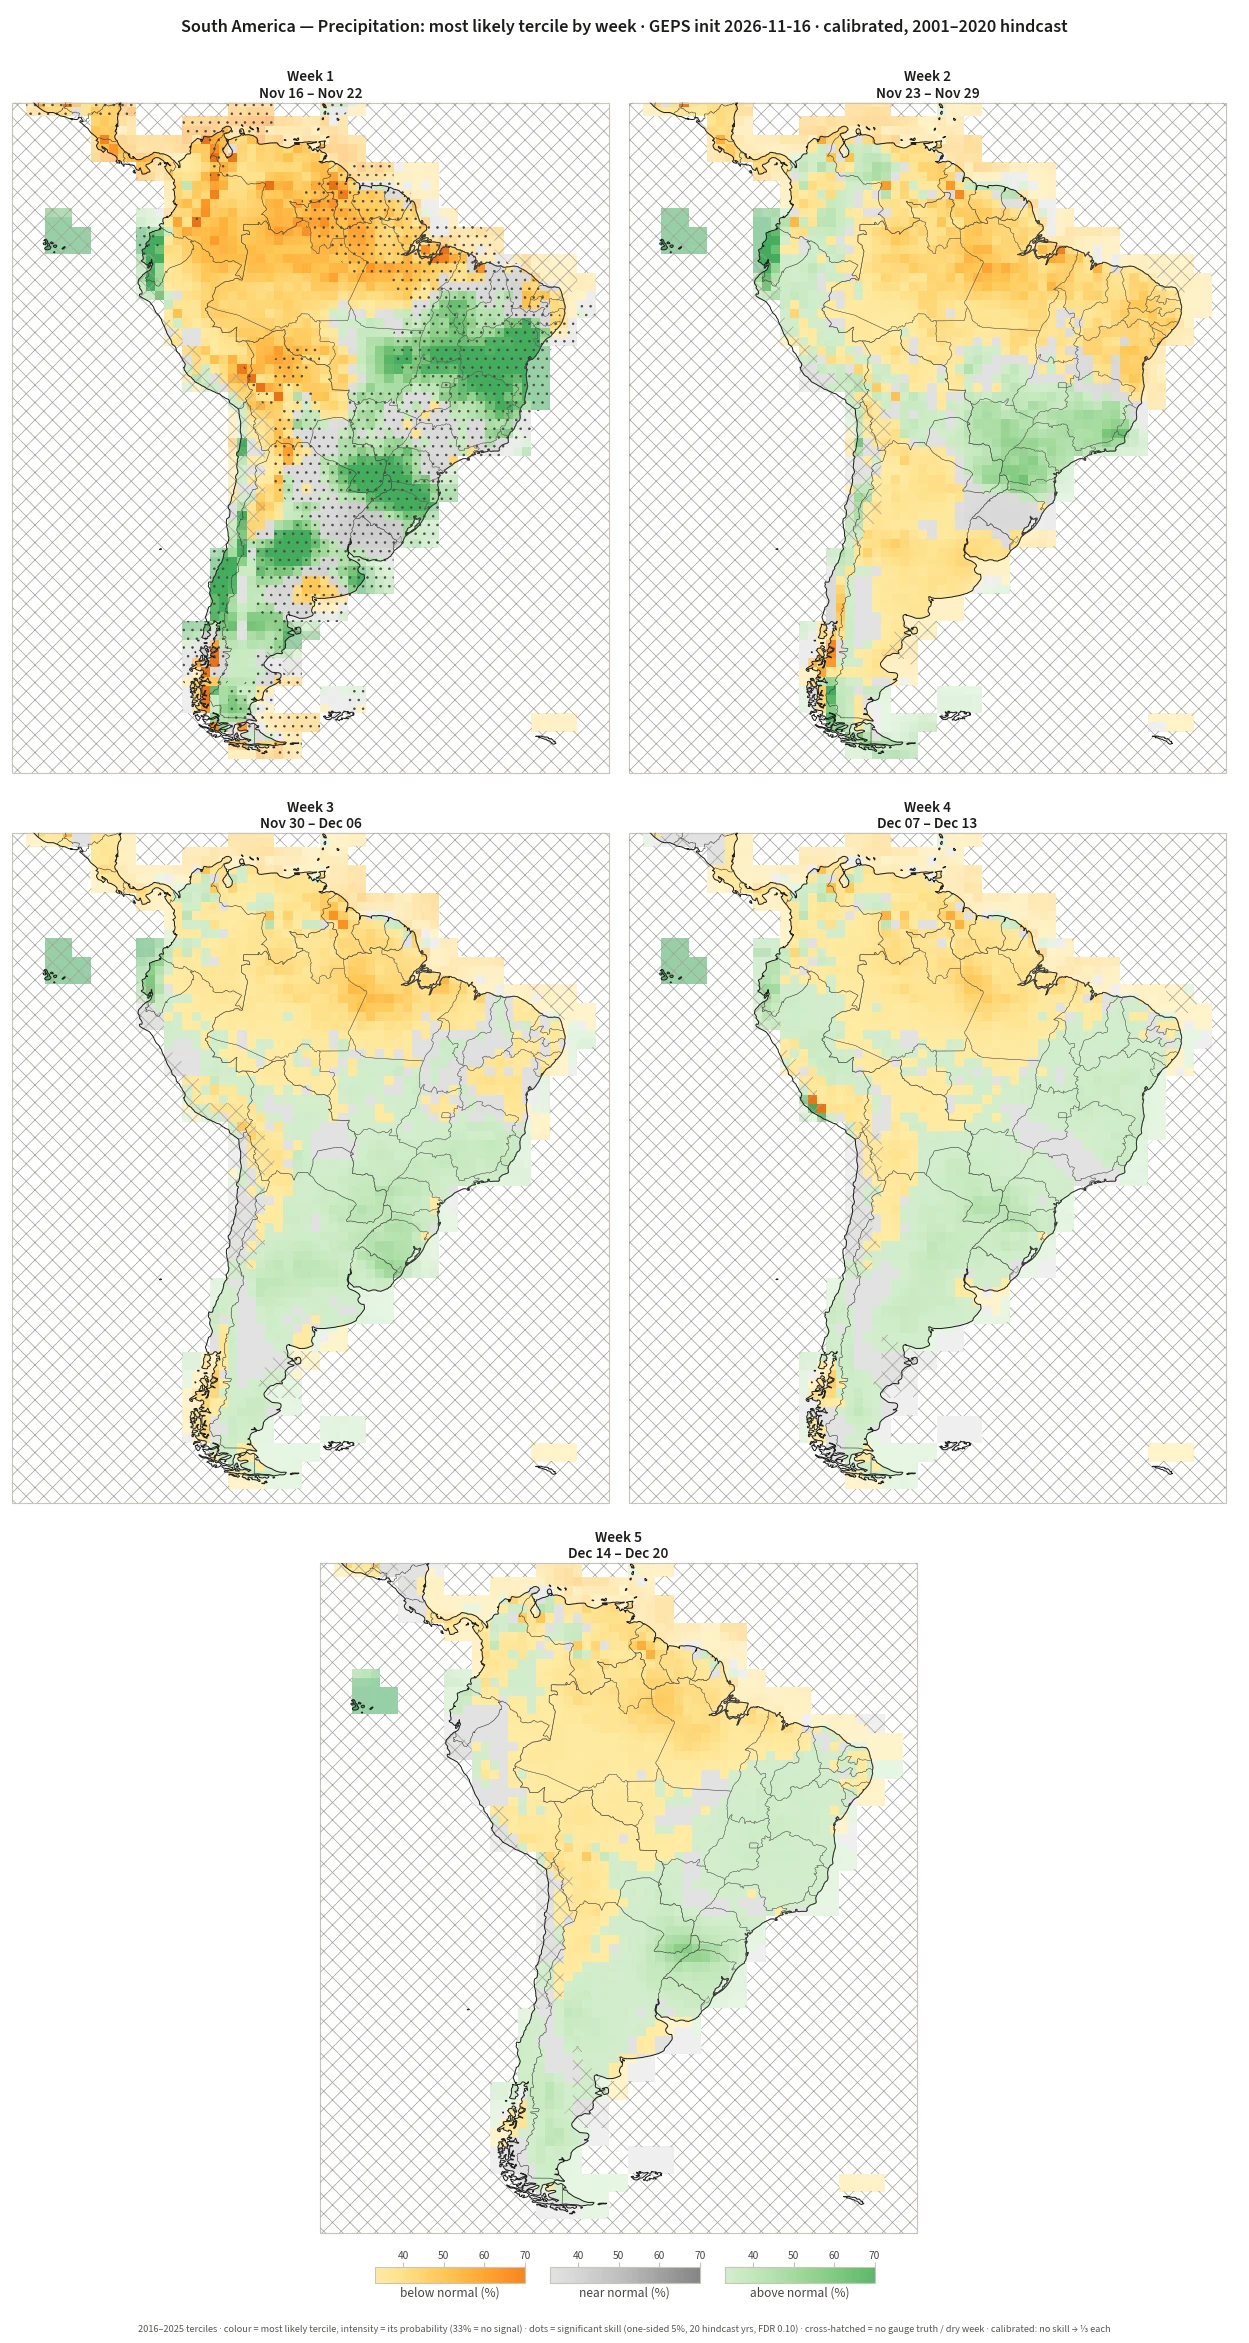 South America — Precipitation: most likely tercile by week · GEPS init 2026-11-16 · calibrated, 2001–2020 hindcast
Week 1
Nov 16 – Nov 22
Week 2
Nov 23 – Nov 29
Week 3
Nov 30 – Dec 06
Week 4
Dec 07 – Dec 13
Week 5
Dec 14 – Dec 20
40 50 60 70
below normal (%)
40 50 60 70
near normal (%)
40 50 60 70
above normal (%)
2016–2025 terciles · colour = most likely tercile, intensity = its probability (33% = no signal) · dots = significant skill (one-sided 5%, 20 hindcast yrs, FDR 0.10) · cross-hatched = no gauge truth / dry week · calibrated: no skill → ⅓ each